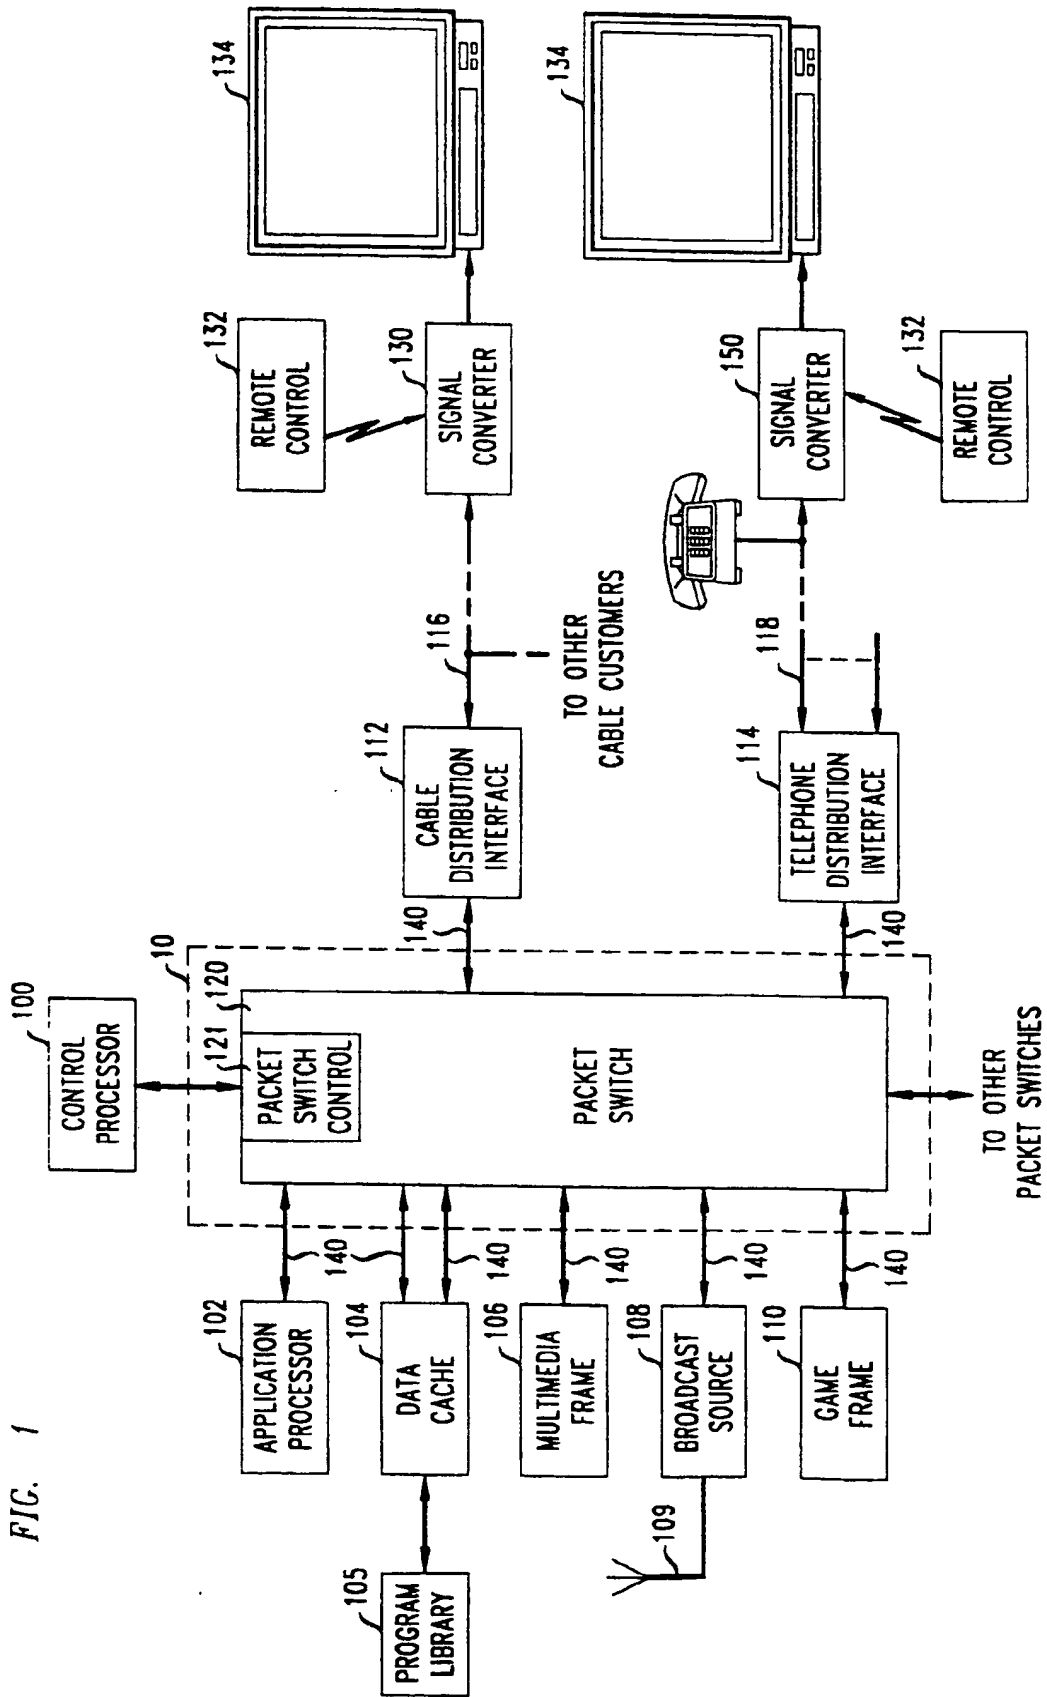 FIG. 1
100
CONTROL
PROCESSOR
10
120
121
PACKET
SWITCH
CONTROL
PACKET
SWITCH
102
APPLICATION
PROCESSOR
140
105
PROGRAM
LIBRARY
104
DATA
CACHE
140
106
MULTIMEDIA
FRAME
140
109
108
BROADCAST
SOURCE
140
110
GAME
FRAME
140
TO OTHER
PACKET SWITCHES
140
112
CABLE
DISTRIBUTION
INTERFACE
116
TO OTHER
CABLE CUSTOMERS
132
REMOTE
CONTROL
130
SIGNAL
CONVERTER
134
140
114
TELEPHONE
DISTRIBUTION
INTERFACE
118
150
SIGNAL
CONVERTER
132
REMOTE
CONTROL
134